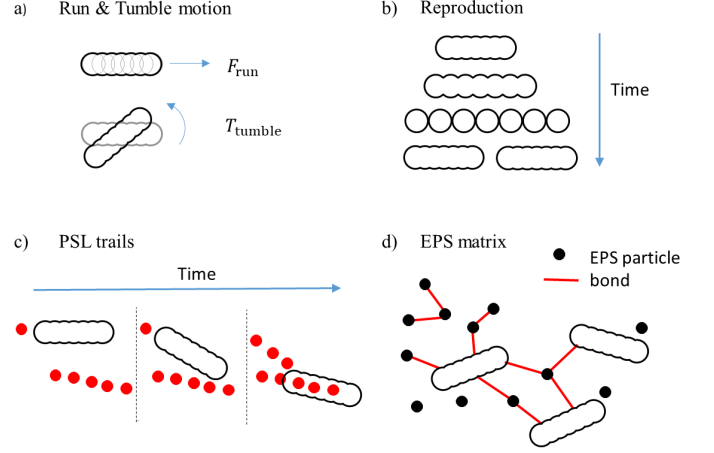 a) Run & Tumble motion
F_run
T_tumble
b) Reproduction
Time
c) PSL trails
Time
d) EPS matrix
EPS particle
bond